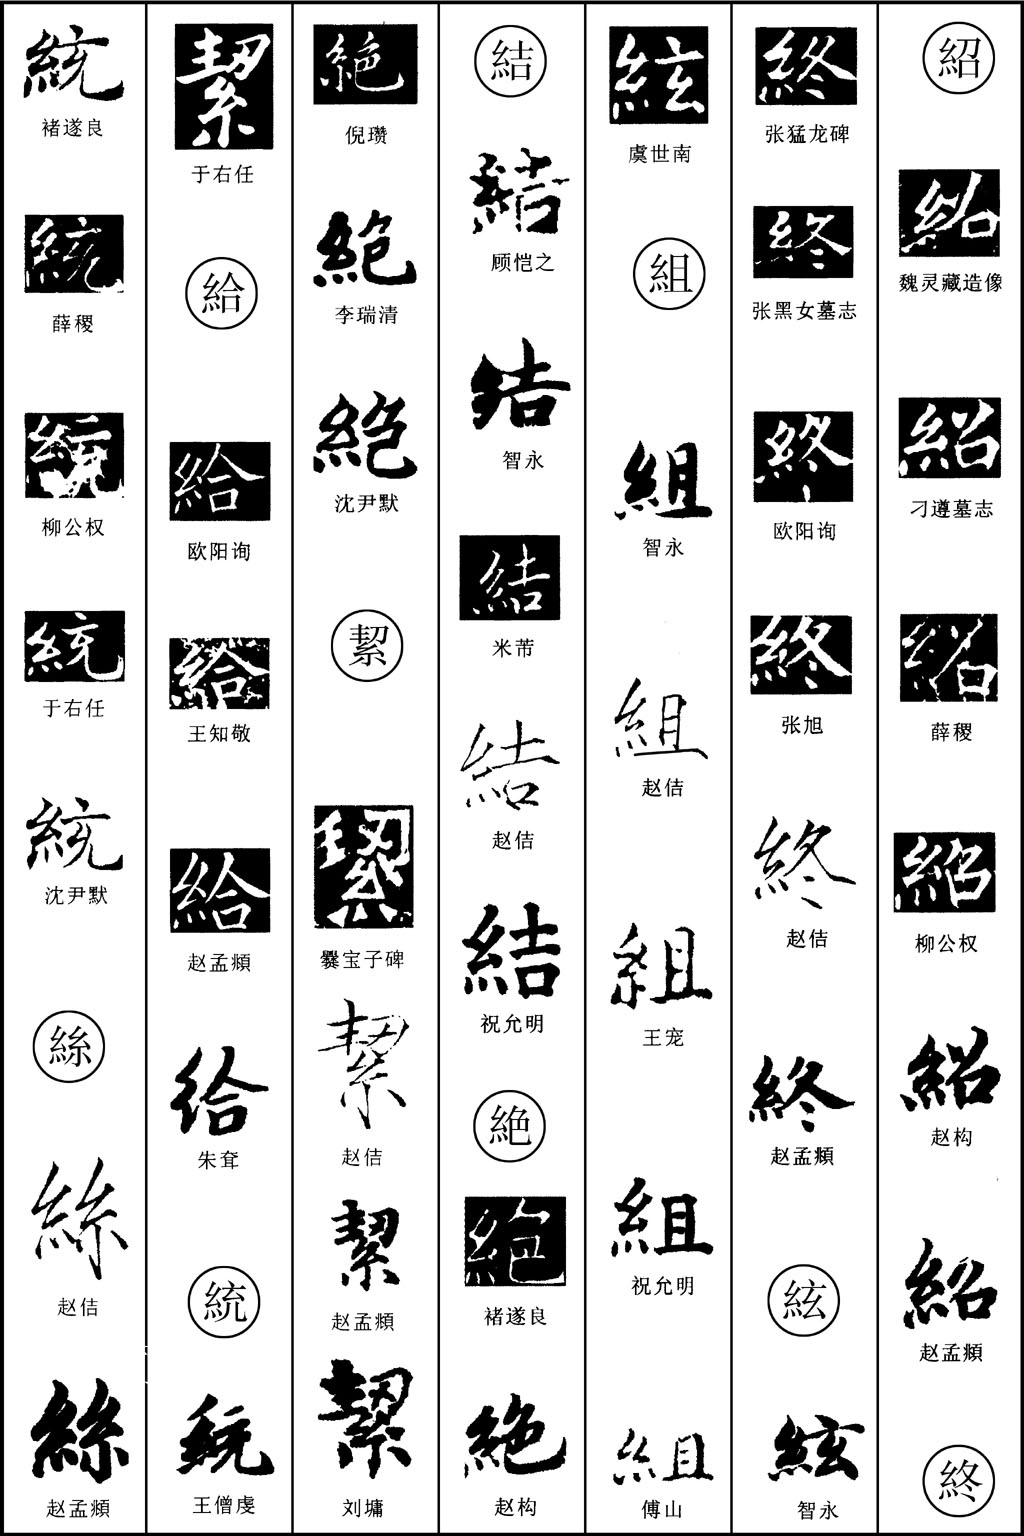 紹
紹
魏灵藏造像
紹
刁遵墓志
紹
薛稷
紹
柳公权
紹
赵构
紹
赵孟頫
終
終
张猛龙碑
終
张黑女墓志
終
欧阳询
終
张旭
終
赵佶
終
赵孟頫
絃
絃
智永
絃
虞世南
組
組
智永
組
赵佶
組
王宠
組
祝允明
組
傅山
結
結
顾恺之
結
智永
結
米芾
結
赵佶
結
祝允明
絶
絶
褚遂良
絶
赵构
絶
倪瓒
絶
李瑞清
絶
沈尹默
絜
絜
爨宝子碑
絜
赵佶
絜
赵孟頫
絜
刘墉
絜
于右任
給
給
欧阳询
給
王知敬
給
赵孟頫
給
朱耷
統
統
王僧虔
統
褚遂良
統
薛稷
統
柳公权
統
于右任
統
沈尹默
絲
絲
赵佶
絲
赵孟頫